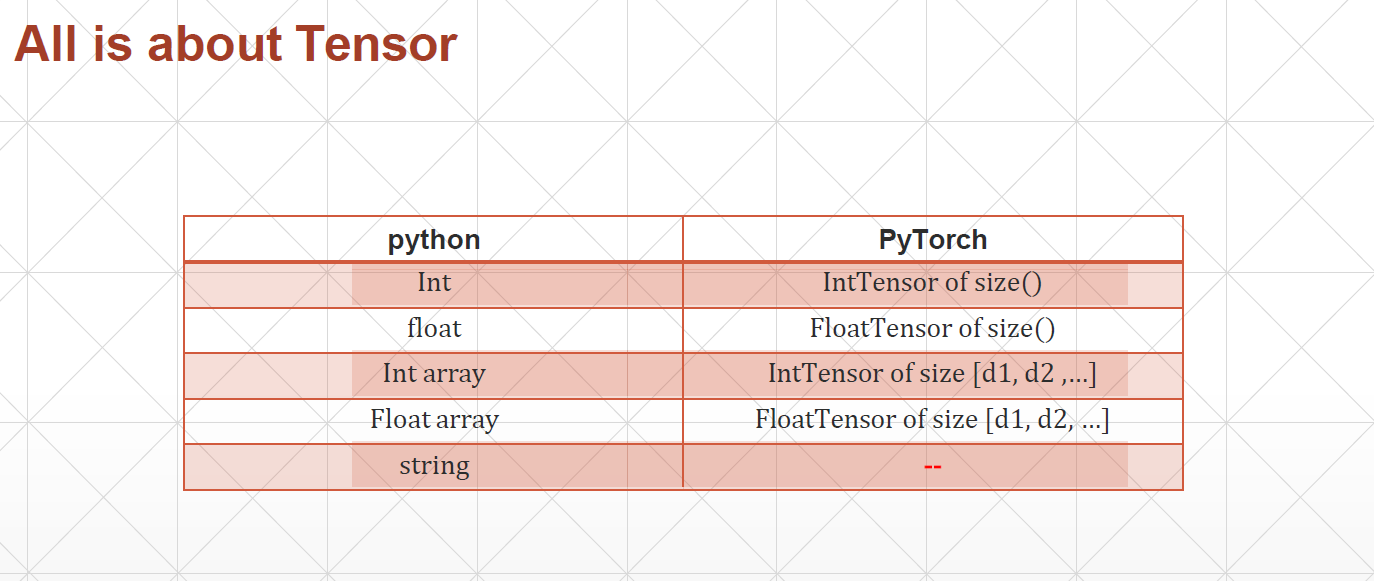 All is about Tensor
python PyTorch
Int IntTensor of size()
float FloatTensor of size()
Int array IntTensor of size [d1, d2 ,...]
Float array FloatTensor of size [d1, d2, ...]
string --